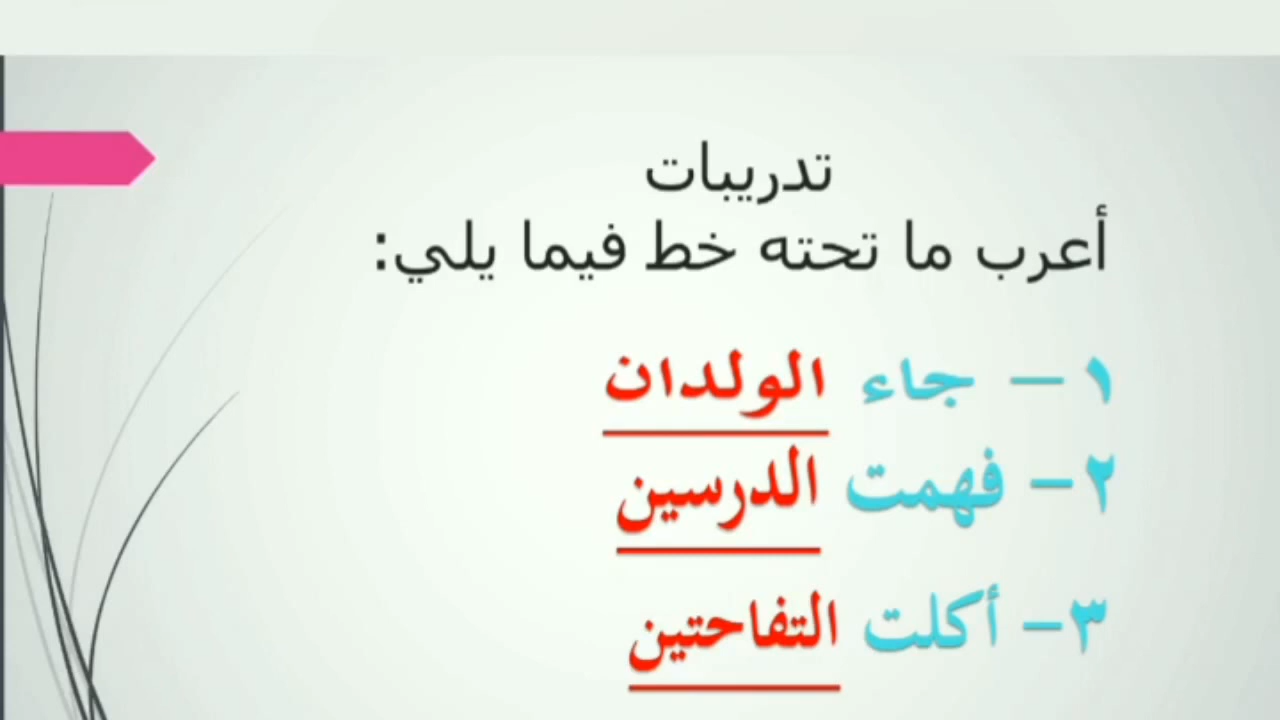 تدريبات
أعرب ما تحته خط فيما يلي:
١ – جاء الولدان
٢ – فهمت الدرسين
٣ – أكلت التفاحتين